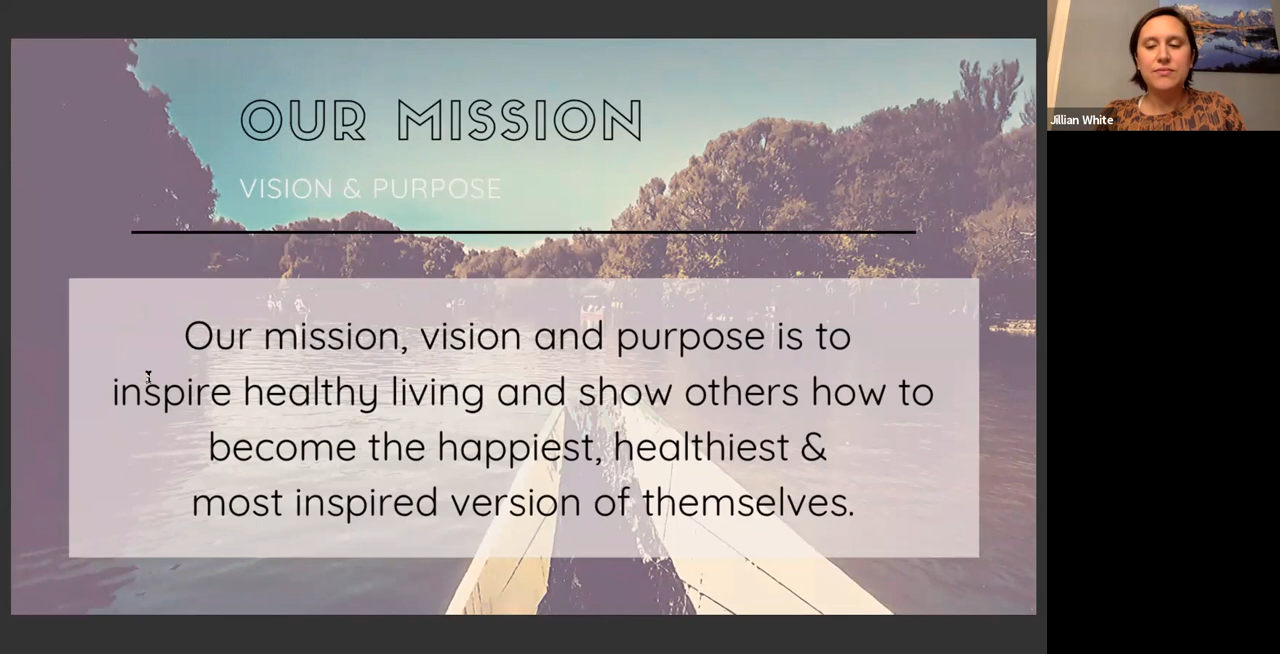 OUR MISSION
VISION & PURPOSE
Our mission, vision and purpose is to
inspire healthy living and show others how to
become the happiest, healthiest &
most inspired version of themselves.
Jillian White